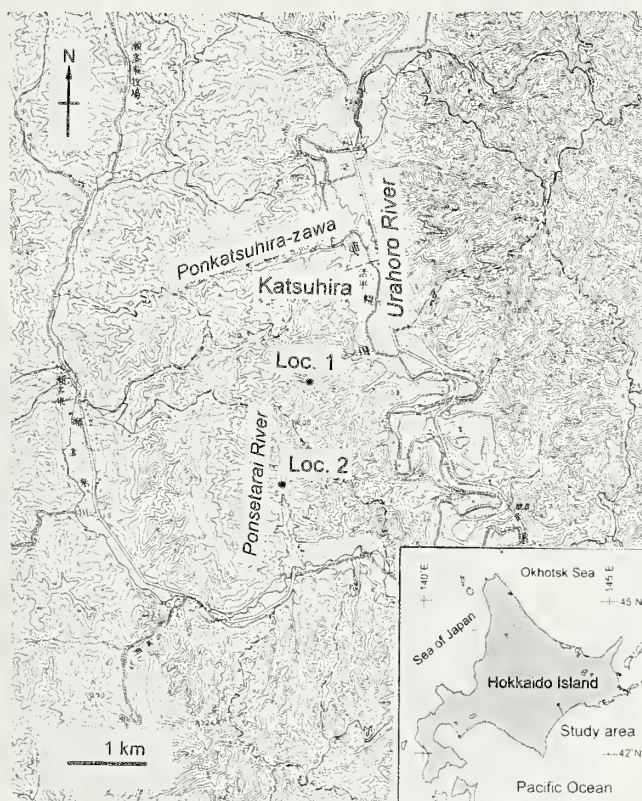 N
Ponkatsuhira-zawa
Urahoro River
Katsuhira
Loc. 1
Ponsetarai River
Loc. 2
1 km
140 E
Okhotsk Sea
145 E
45 N
Sea of Japan
Hokkaido Island
Study area
42°N
Pacific Ocean